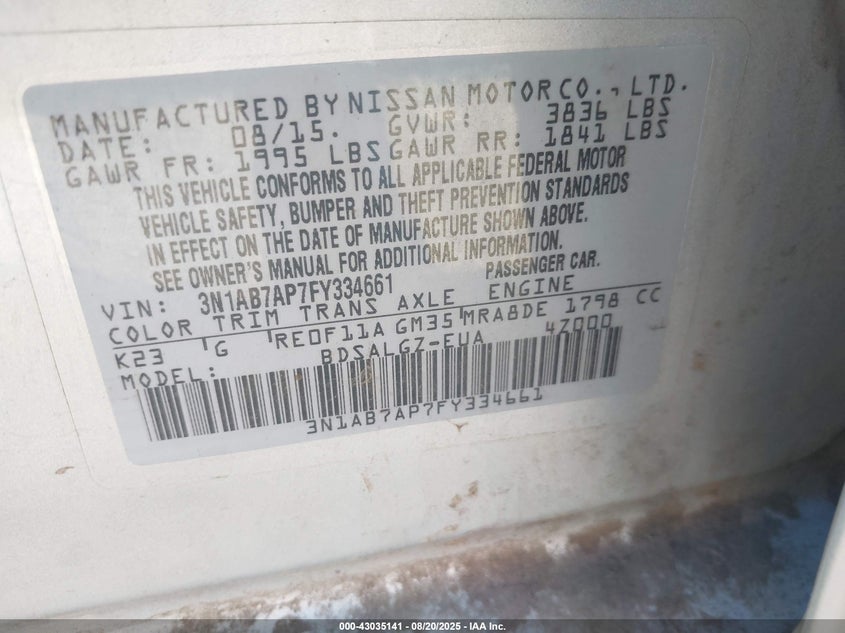 MANUFACTURED BY NISSAN MOTOR CO., LTD.
DATE: 08/15. GVWR: 3836 LBS
GAWR FR: 1995 LBS GAWR RR: 1841 LBS
THIS VEHICLE CONFORMS TO ALL APPLICABLE FEDERAL MOTOR
VEHICLE SAFETY, BUMPER AND THEFT PREVENTION STANDARDS
IN EFFECT ON THE DATE OF MANUFACTURE SHOWN ABOVE.
SEE OWNER'S MANUAL FOR ADDITIONAL INFORMATION.
VIN: 3N1AB7AP7FY334661 PASSENGER CAR.
COLOR TRIM TRANS AXLE ENGINE
K23 G RE0F11A GM35 MRA8DE 1798 CC
MODEL: BDSALGZ-EUA 4Z000
3N1AB7AP7FY334661
000-43035141 - 08/20/2025 - IAA Inc.